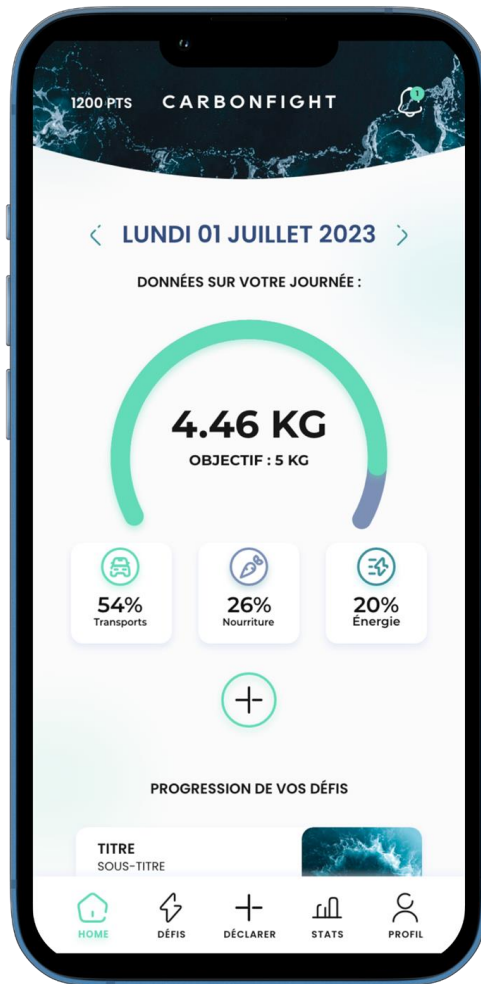 1200 PTS
CARBONFIGHT
1
LUNDI 01 JUILLET 2023
DONNÉES SUR VOTRE JOURNÉE :
4.46 KG
OBJECTIF : 5 KG
54%
Transports
26%
Nourriture
20%
Énergie
PROGRESSION DE VOS DÉFIS
TITRE
SOUS-TITRE
HOME
DÉFIS
DÉCLARER
STATS
PROFIL